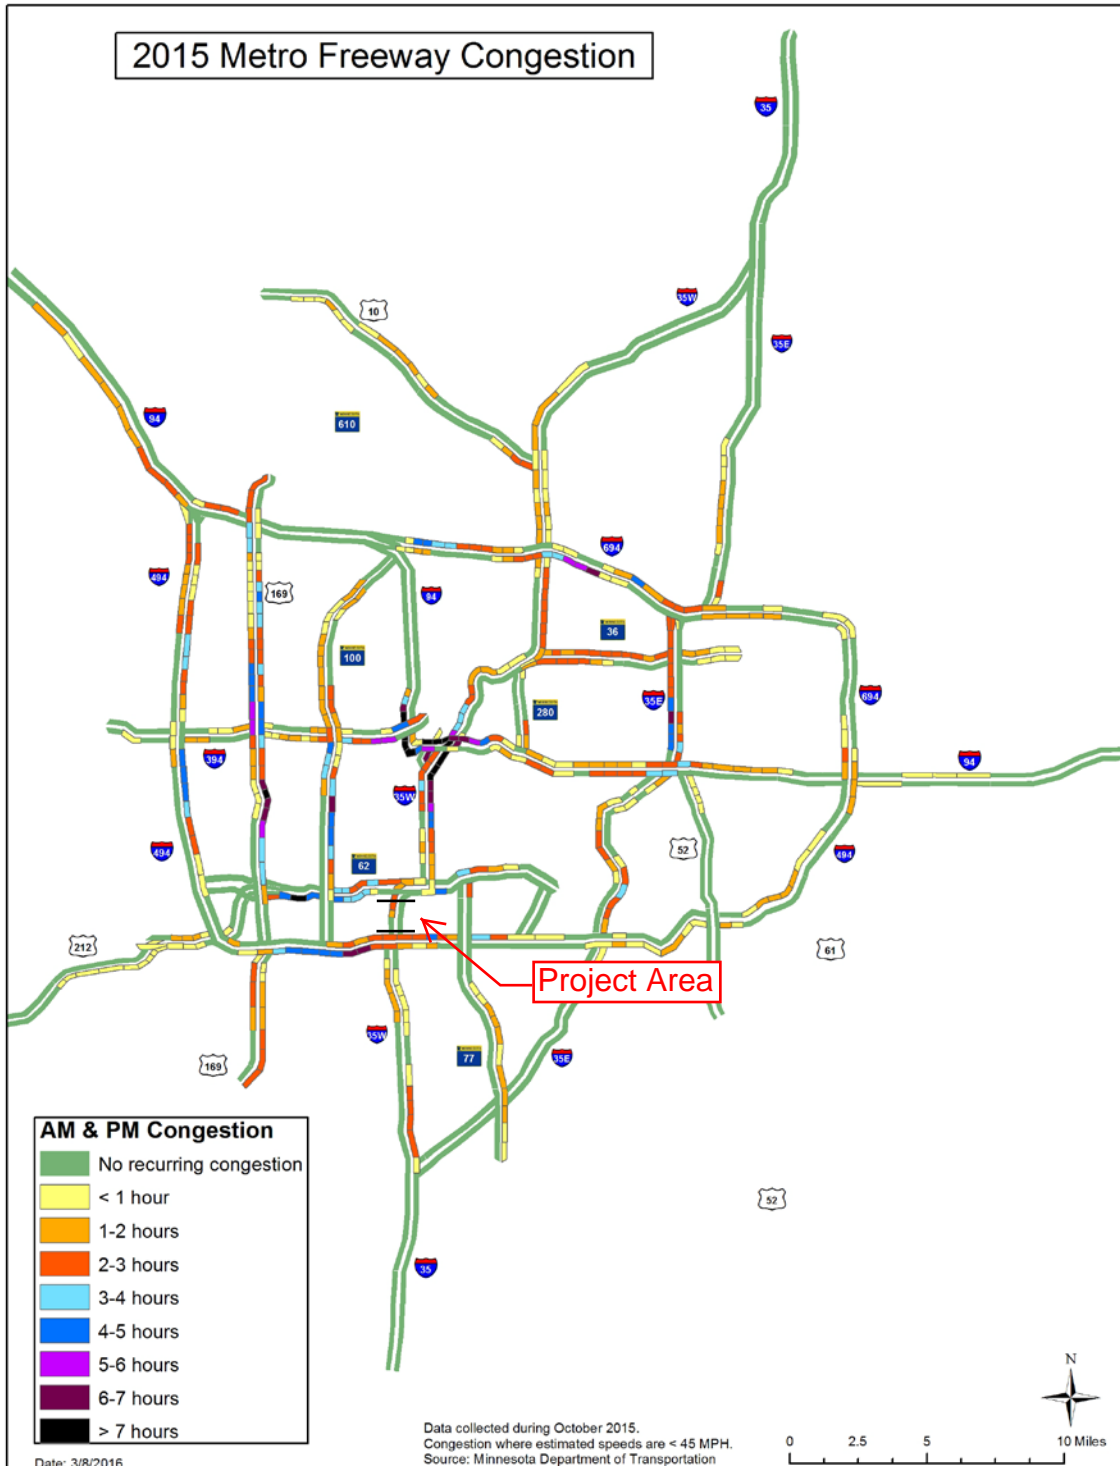 2015 Metro Freeway Congestion
35
35W
10
35E
94
610
694
494
169
94
36
100
35E
694
280
394
94
35W
52
494
62
494
212
61
Project Area
35W
77
35E
169
AM & PM Congestion
No recurring congestion
< 1 hour
1-2 hours
2-3 hours
3-4 hours
4-5 hours
5-6 hours
6-7 hours
> 7 hours
52
35
N
Data collected during October 2015.
Congestion where estimated speeds are < 45 MPH.
Source: Minnesota Department of Transportation
0 2.5 5 10 Miles
Date: 3/8/2016